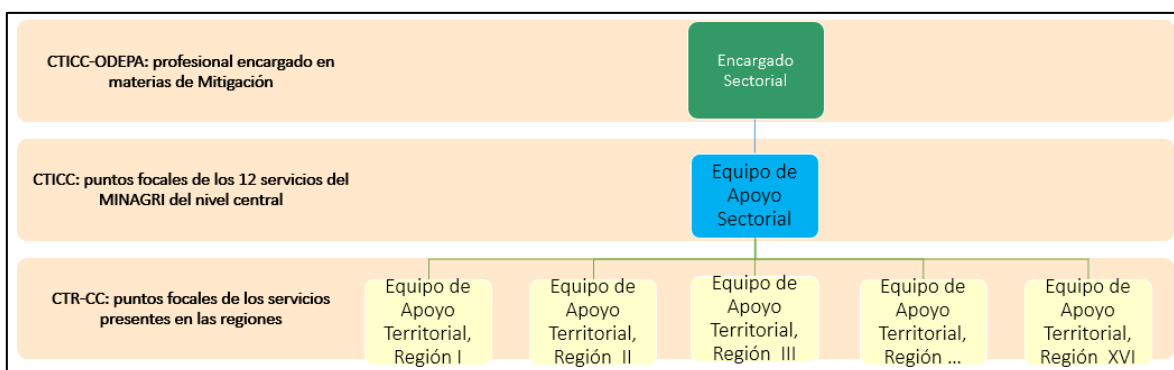 CTICC-ODEPA: profesional encargado en
materias de Mitigación
Encargado
Sectorial
CTICC: puntos focales de los 12 servicios del
MINAGRI del nivel central
Equipo de
Apoyo
Sectorial
CTR-CC: puntos focales de los servicios
presentes en las regiones
Equipo de
Apoyo
Territorial,
Región I
Equipo de
Apoyo
Territorial,
Región II
Equipo de
Apoyo
Territorial,
Región III
Equipo de
Apoyo
Territorial,
Región ...
Equipo de
Apoyo
Territorial,
Región XVI